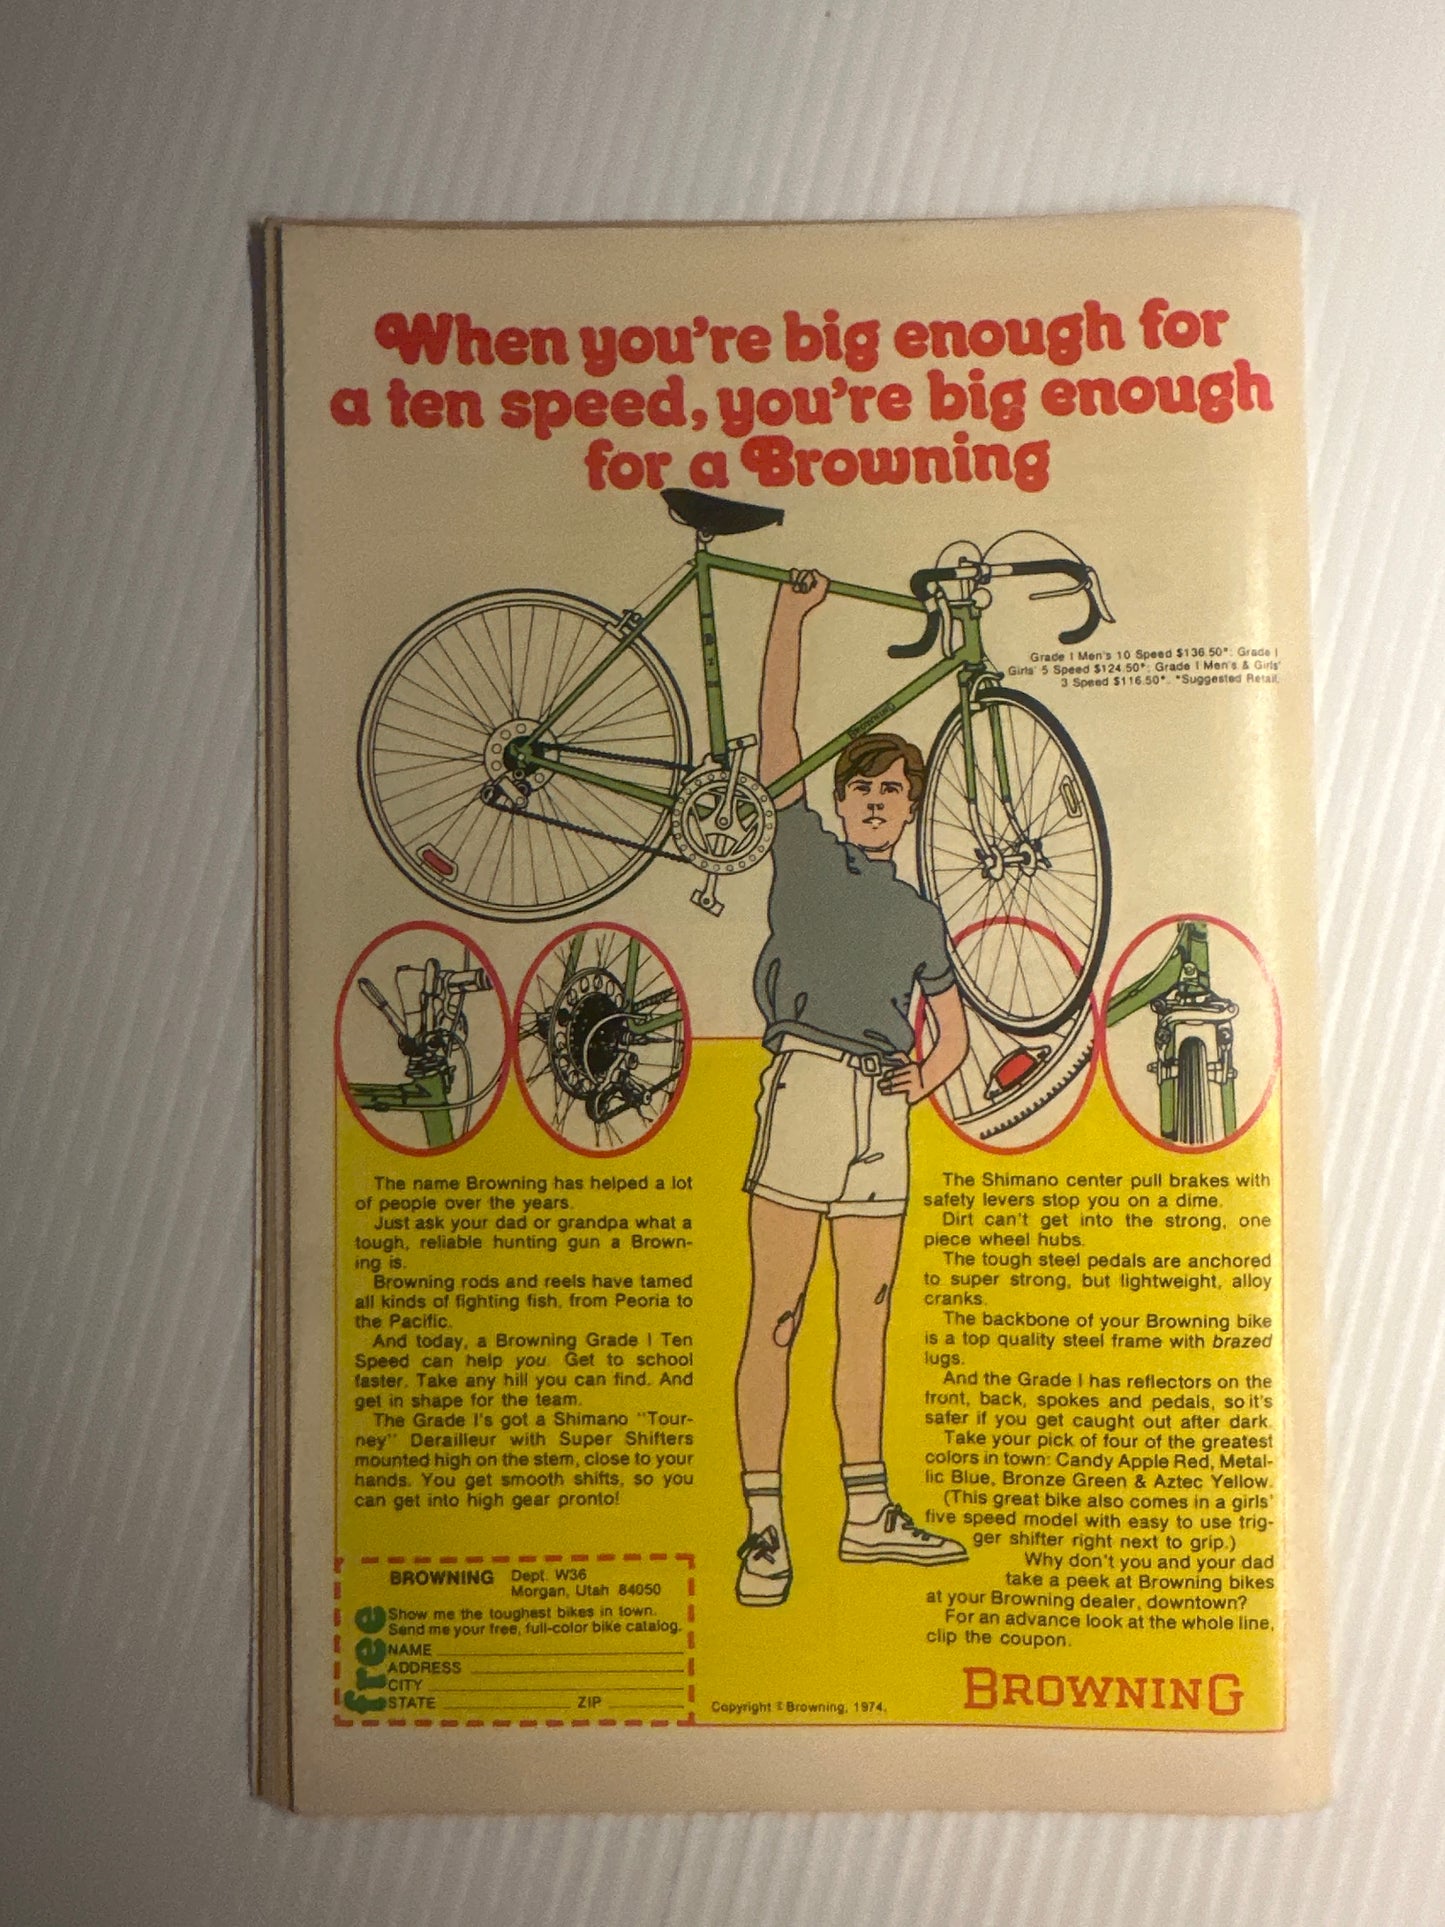 When you're big enough for
a ten speed, you're big enough
for a Browning
BROWNING
Grade I Men's 10 Speed $136.50*; Grade I
Girls' 5 Speed $124.50*; Grade I Men's & Girls'
3 Speed $116.50*. *Suggested Retail.
The name Browning has helped a lot
of people over the years.
Just ask your dad or grandpa what a
tough, reliable hunting gun a Brown-
ing is.
Browning rods and reels have tamed
all kinds of fighting fish, from Peoria to
the Pacific.
And today, a Browning Grade I Ten
Speed can help you. Get to school
faster. Take any hill you can find. And
get in shape for the team.
The Grade I's got a Shimano "Tour-
ney" Derailleur with Super Shifters
mounted high on the stem, close to your
hands. You get smooth shifts, so you
can get into high gear pronto!
The Shimano center pull brakes with
safety levers stop you on a dime.
Dirt can't get into the strong, one
piece wheel hubs.
The tough steel pedals are anchored
to super strong, but lightweight, alloy
cranks.
The backbone of your Browning bike
is a top quality steel frame with brazed
lugs.
And the Grade I has reflectors on the
front, back, spokes and pedals, so it's
safer if you get caught out after dark.
Take your pick of four of the greatest
colors in town: Candy Apple Red, Metal-
lic Blue, Bronze Green & Aztec Yellow.
(This great bike also comes in a girls'
five speed model with easy to use trig-
ger shifter right next to grip.)
Why don't you and your dad
take a peek at Browning bikes
at your Browning dealer, downtown?
For an advance look at the whole line,
clip the coupon.
BROWNING Dept. W36
Morgan, Utah 84050
free
Show me the toughest bikes in town.
Send me your free, full-color bike catalog.
NAME
ADDRESS
CITY
STATE ZIP
Copyright © Browning, 1974.
BROWNING